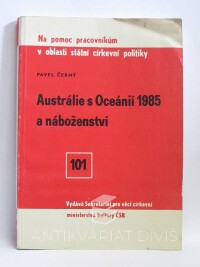 Na pomoc pracovníkům
v oblasti státní církevní politiky
PAVEL ČERNÝ
Austrálie s Oceánií 1985
a náboženství
101
Vydává Sekretariát pro věci církevní
ministerstva kultury ČSR
ANTIKVARIÁT DIVIŠ